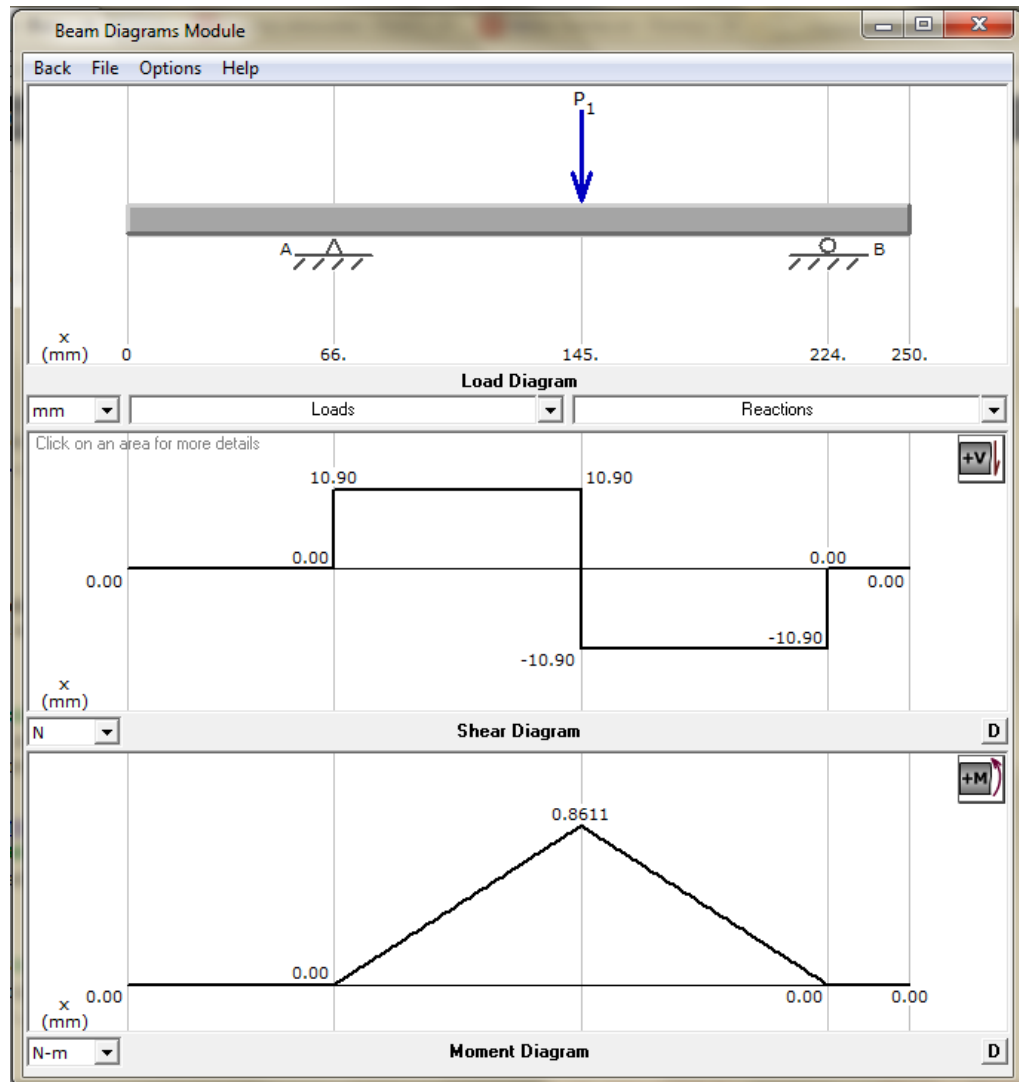 Beam Diagrams Module
Back File Options Help
P1
A
B
x
(mm) 0 66. 145. 224. 250.
Load Diagram
mm Loads Reactions
Click on an area for more details
+V
10.90 10.90
0.00 0.00
0.00 0.00
-10.90
-10.90
x
(mm)
N Shear Diagram D
+M
0.8611
0.00
0.00 0.00 0.00
x
(mm)
N-m Moment Diagram D